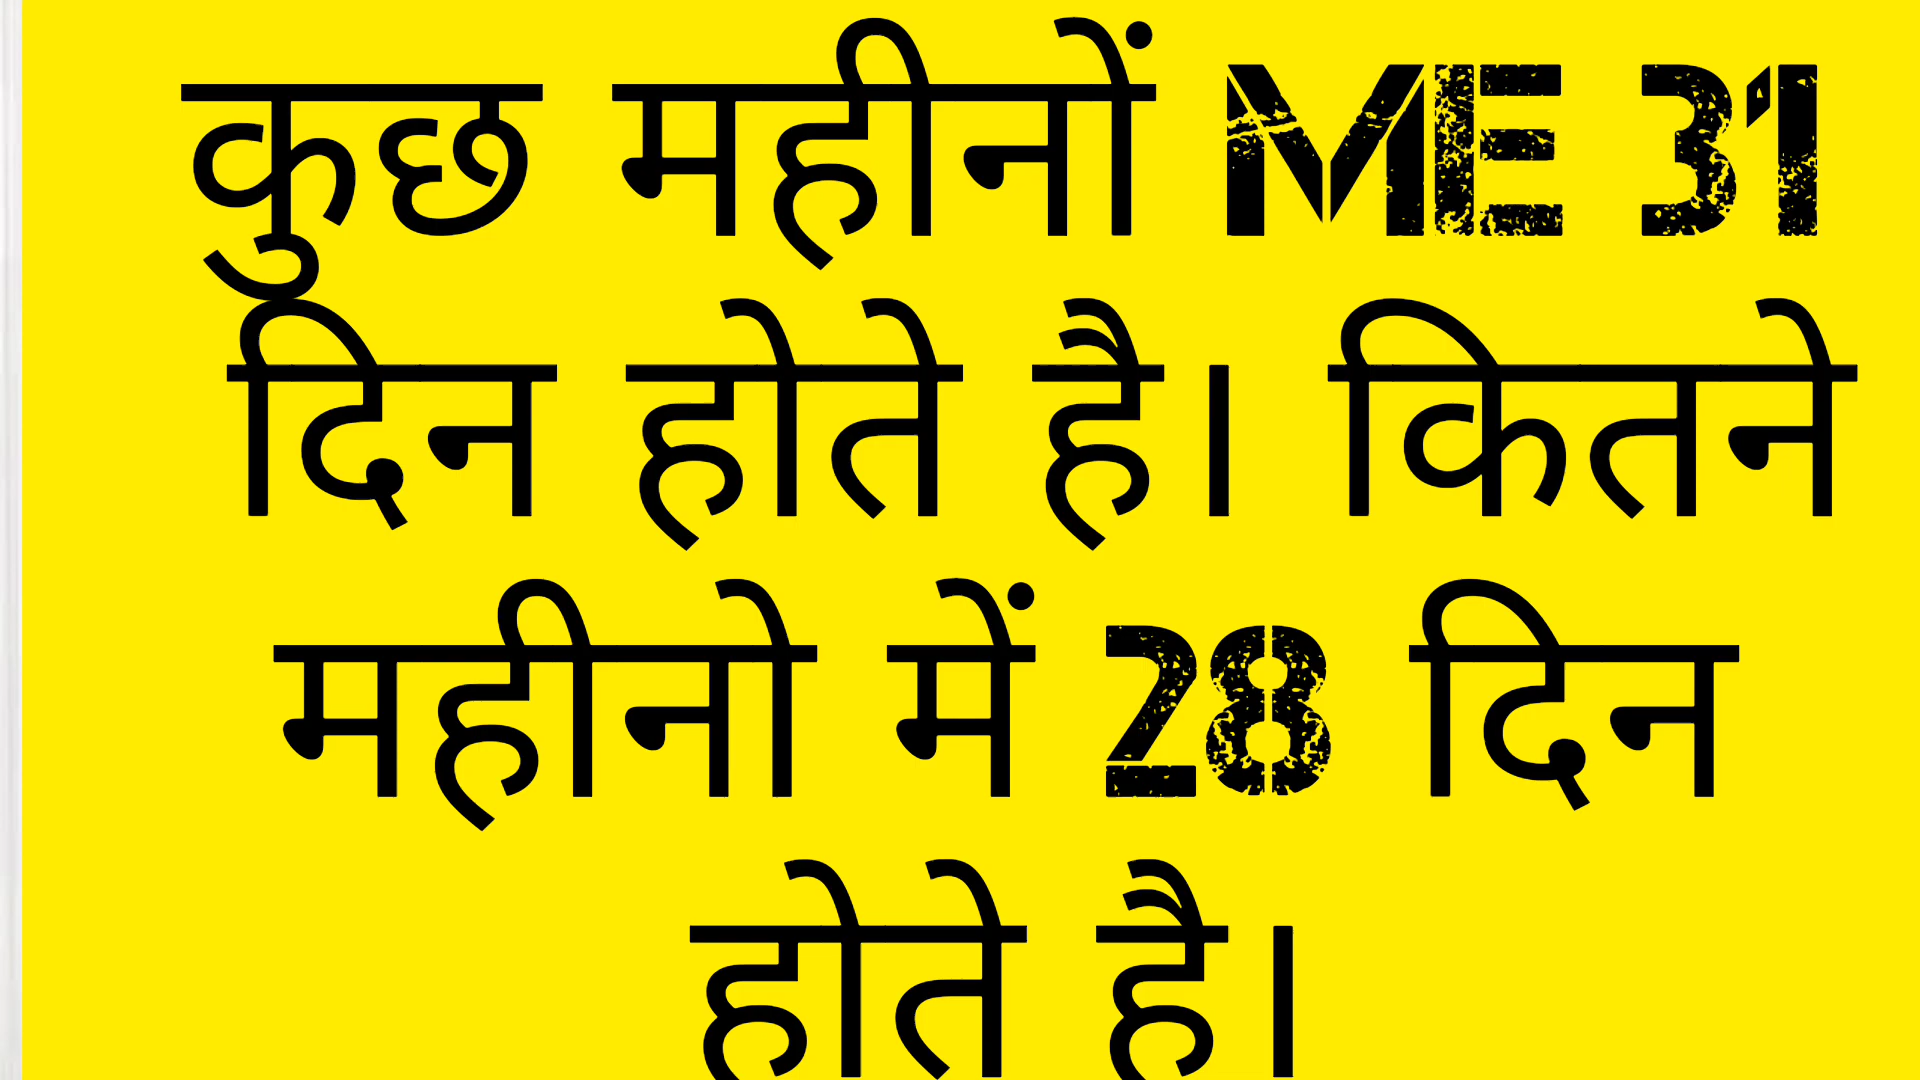 कुछ महीनों ME 31
दिन होते है। कितने
महीनो में 28 दिन
होते है।